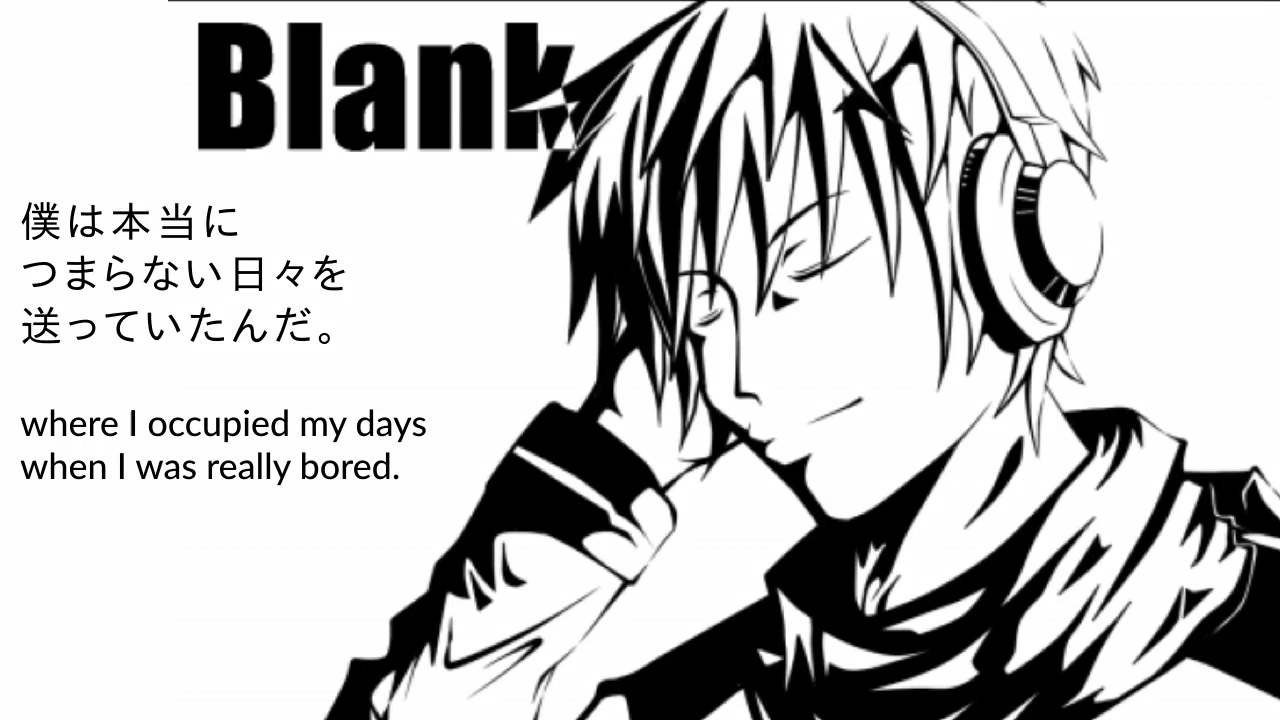 Blank
僕は本当に
つまらない日々を
送っていたんだ。
where I occupied my days
when I was really bored.